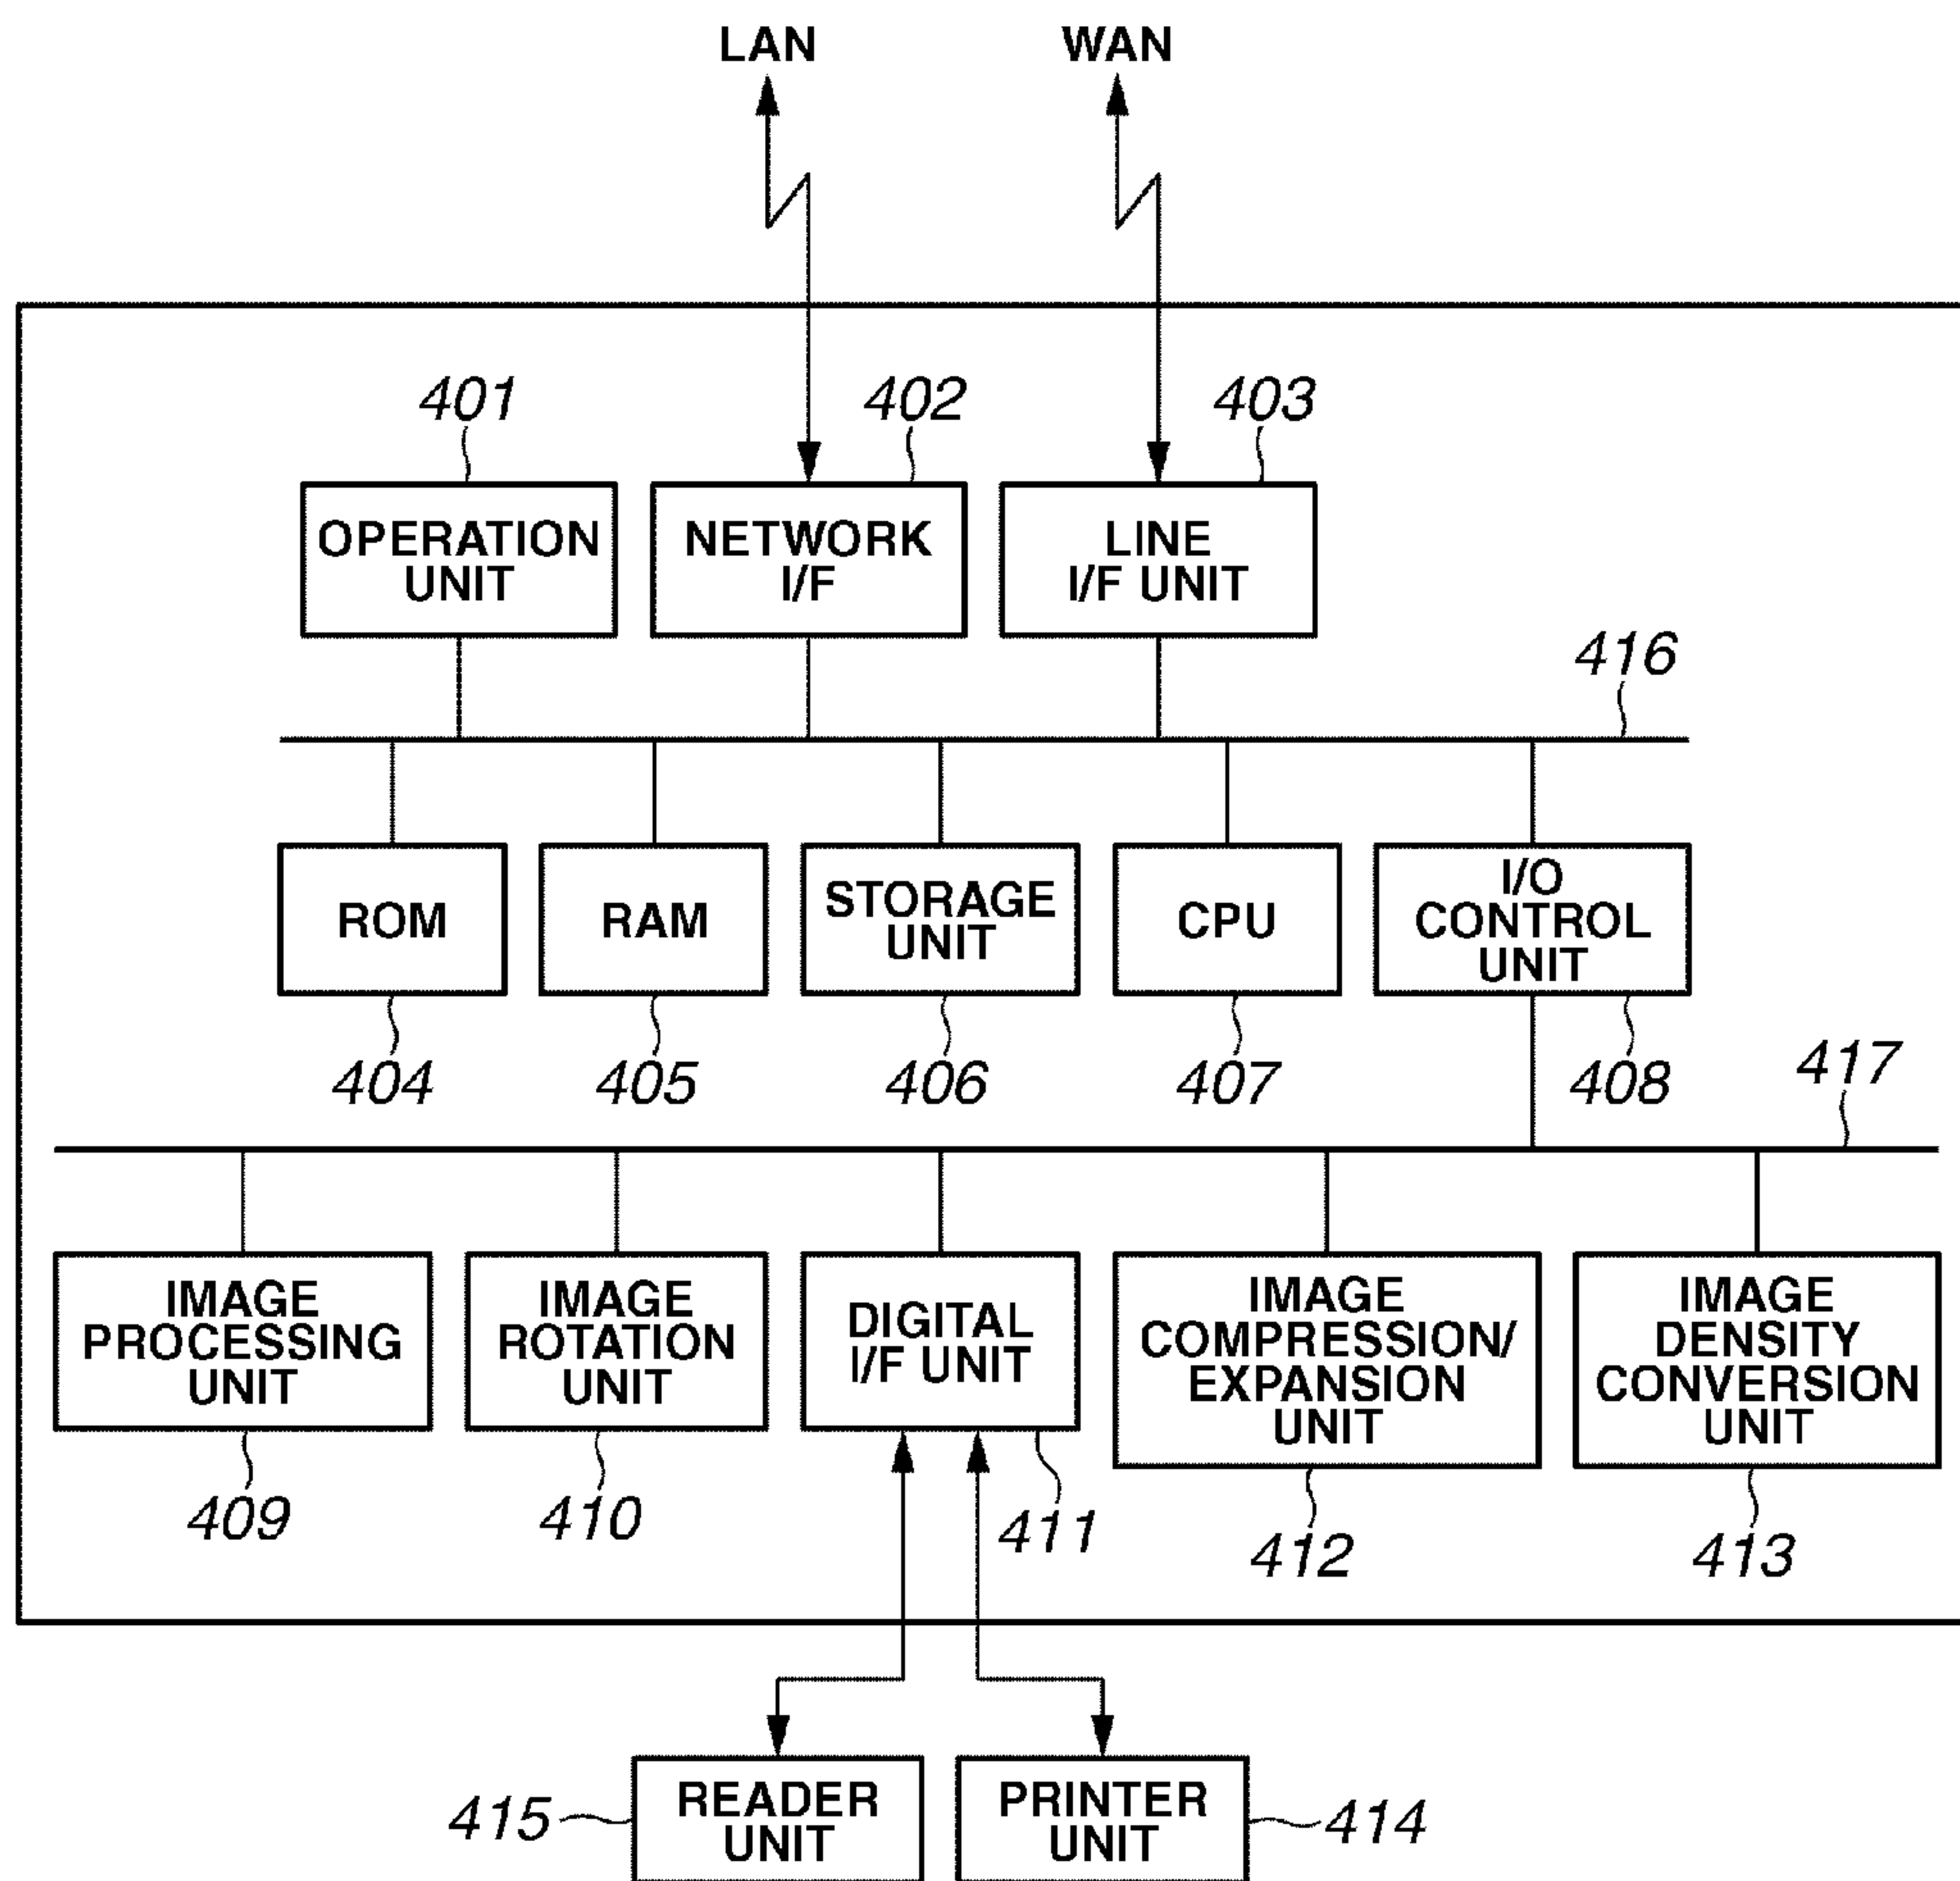 LAN
WAN
401
402
403
OPERATION
UNIT
NETWORK
I/F
LINE
I/F UNIT
416
ROM
RAM
STORAGE
UNIT
CPU
I/O
CONTROL
UNIT
404
405
406
407
408
417
IMAGE
PROCESSING
UNIT
IMAGE
ROTATION
UNIT
DIGITAL
I/F UNIT
IMAGE
COMPRESSION/
EXPANSION
UNIT
IMAGE
DENSITY
CONVERSION
UNIT
409
410
411
412
413
415
READER
UNIT
PRINTER
UNIT
414